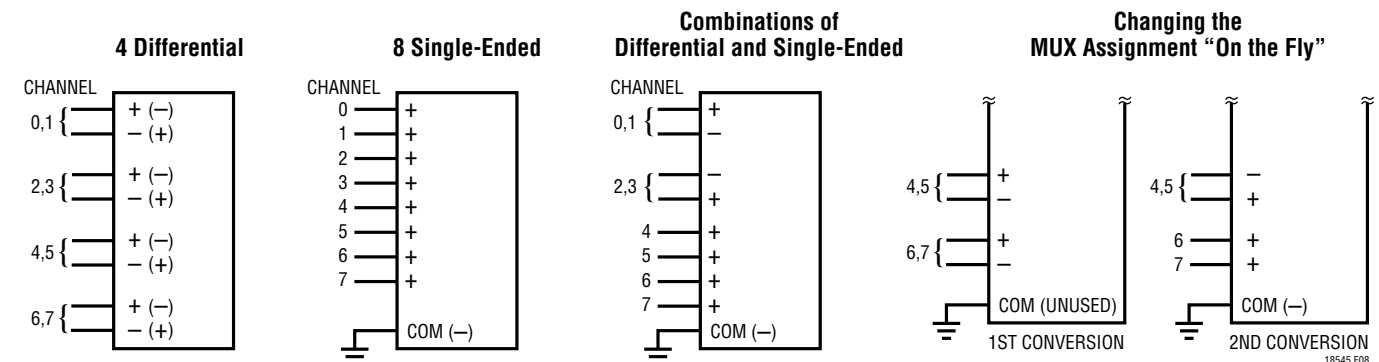 4 Differential
CHANNEL
0,1 { + (–)
– (+)
2,3 { + (–)
– (+)
4,5 { + (–)
– (+)
6,7 { + (–)
– (+)
8 Single-Ended
CHANNEL
0 +
1 +
2 +
3 +
4 +
5 +
6 +
7 +
COM (–)
Combinations of
Differential and Single-Ended
CHANNEL
0,1 { +
–
2,3 { –
+
4 +
5 +
6 +
7 +
COM (–)
Changing the
MUX Assignment “On the Fly”
4,5 { +
–
6,7 { +
–
COM (UNUSED)
1ST CONVERSION
4,5 { –
+
6 +
7 +
COM (–)
2ND CONVERSION
18545 F08